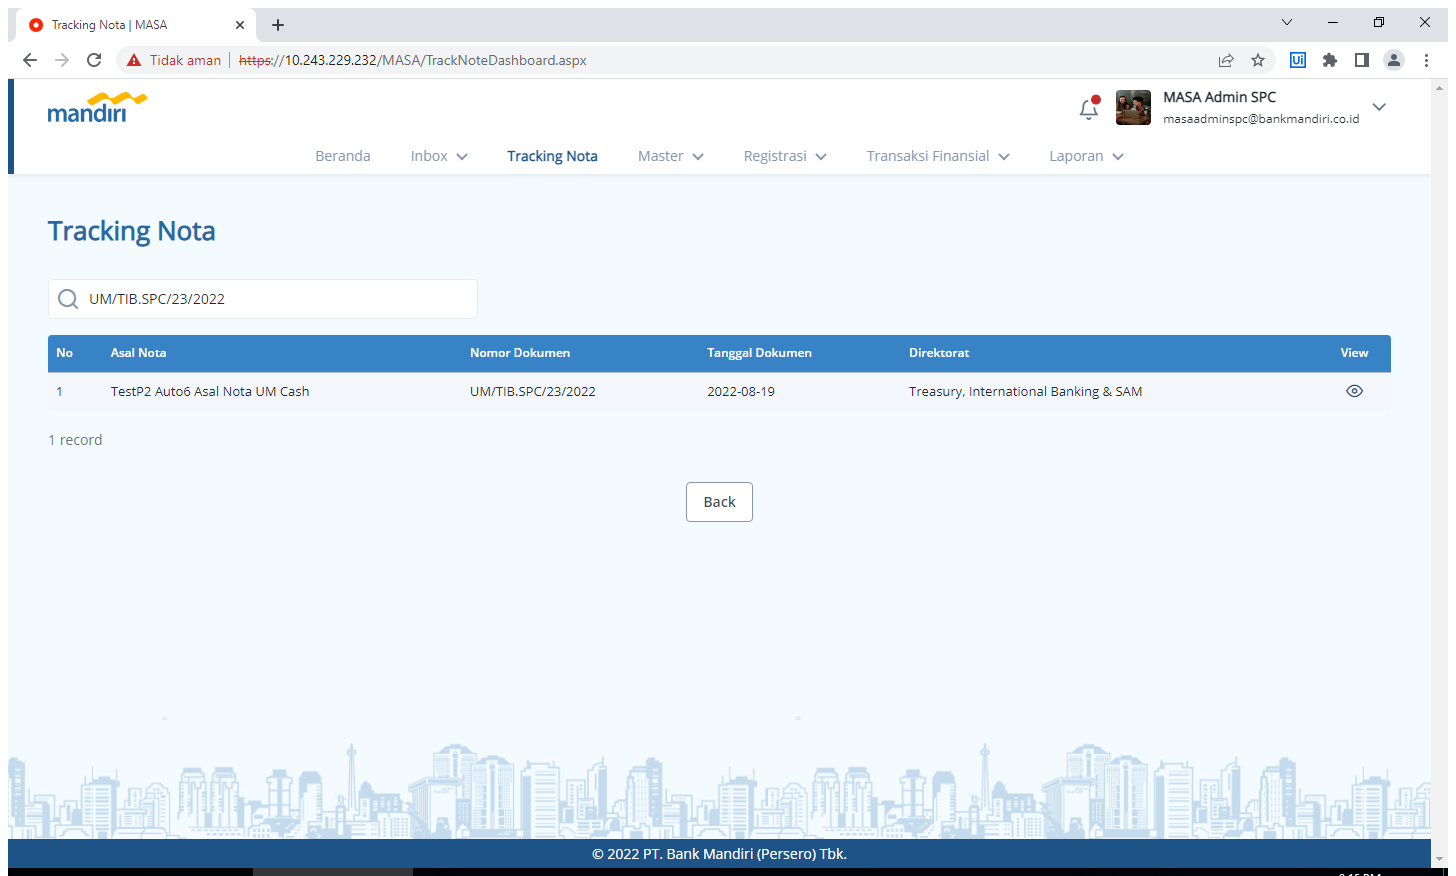 Tracking Nota | MASA
Tidak aman https://10.243.229.232/MASA/TrackNoteDashboard.aspx
Ui
mandiri
MASA Admin SPC
masaadminspc@bankmandiri.co.id
Beranda Inbox Tracking Nota Master Registrasi Transaksi Finansial Laporan
Tracking Nota
UM/TIB.SPC/23/2022
No Asal Nota Nomor Dokumen Tanggal Dokumen Direktorat View
1 TestP2 Auto6 Asal Nota UM Cash UM/TIB.SPC/23/2022 2022-08-19 Treasury, International Banking & SAM
1 record
Back
© 2022 PT. Bank Mandiri (Persero) Tbk.